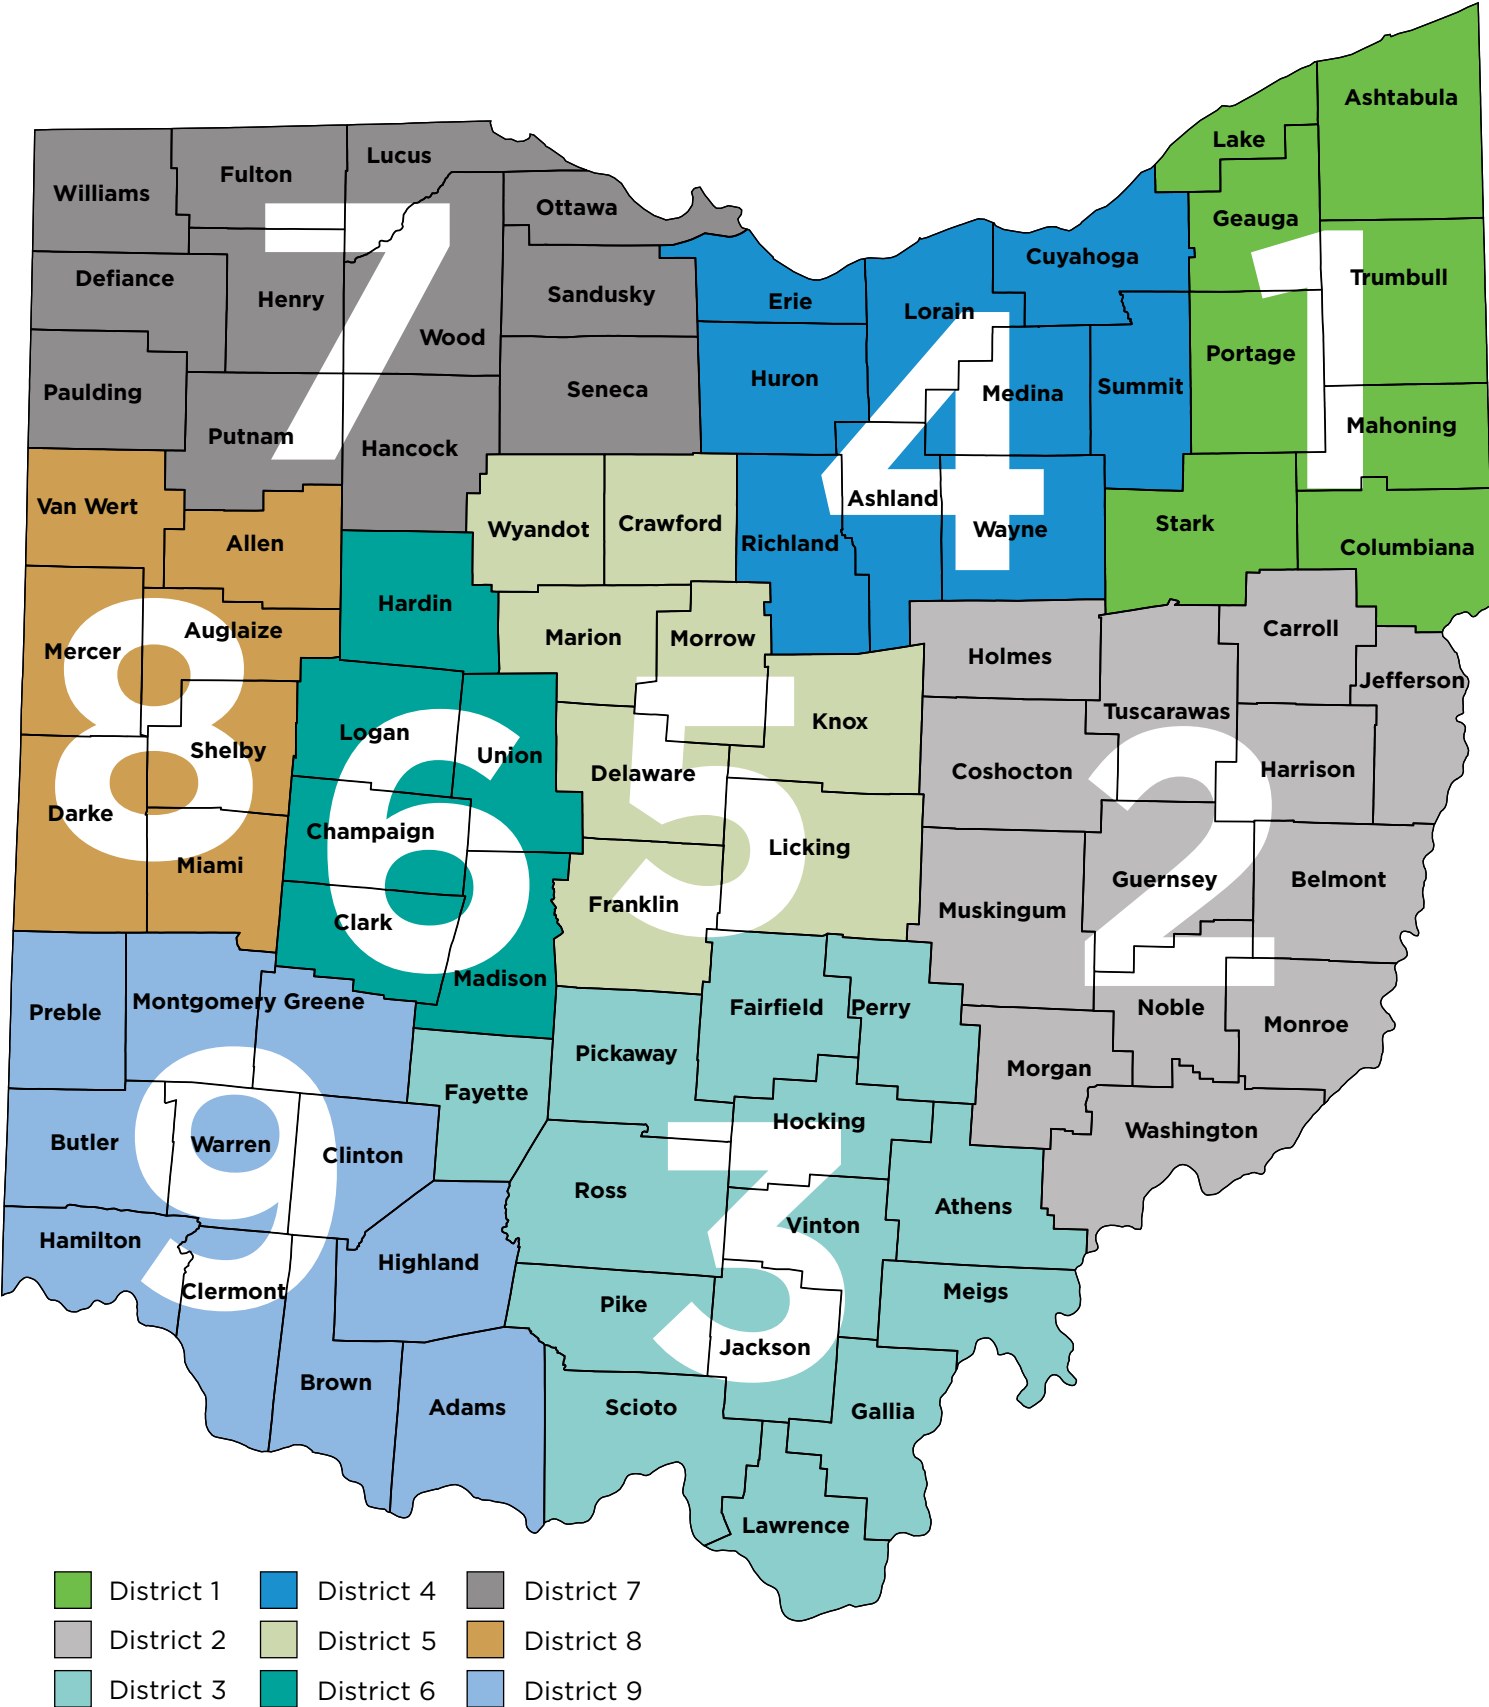 Ashtabula
Lake
Lucus
Fulton
Williams
Ottawa
Geauga
Cuyahoga
Defiance
Trumbull
Henry
Sandusky
Erie
Lorain
7
1
Wood
Portage
Huron
Summit
Seneca
Paulding
Medina
4
Mahoning
Putnam
Hancock
Ashland
Van Wert
Stark
Crawford
Wyandot
Wayne
Allen
Richland
Columbiana
Hardin
Carroll
Auglaize
Marion
Morrow
Mercer
Holmes
Jefferson
Tuscarawas
Knox
8
Logan
Shelby
Union
Harrison
Coshocton
Delaware
5
Darke
6
Champaign
Licking
2
Miami
Guernsey
Belmont
Franklin
Muskingum
Clark
Madison
Montgomery
Greene
Fairfield
Perry
Noble
Preble
Monroe
Pickaway
Morgan
Fayette
Hocking
Washington
Butler
Warren
Clinton
9
Ross
Athens
Vinton
3
Hamilton
Highland
Clermont
Meigs
Pike
Jackson
Brown
Adams
Scioto
Gallia
Lawrence
District 1
District 4
District 7
District 2
District 5
District 8
District 3
District 6
District 9